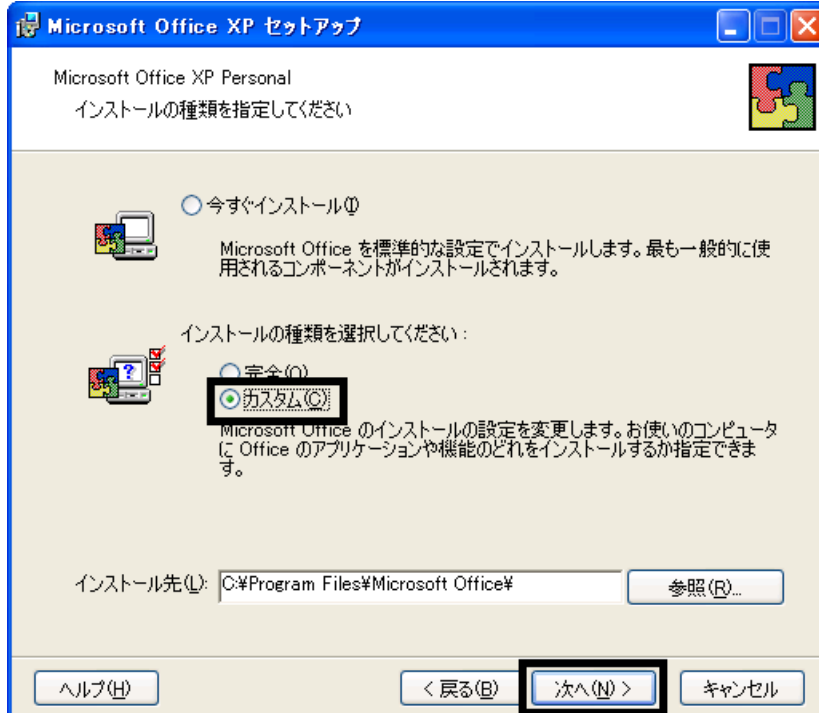 Microsoft Office XP セットアップ
Microsoft Office XP Personal
インストールの種類を指定してください
今すぐインストール(I)
Microsoft Office を標準的な設定でインストールします。最も一般的に使
用されるコンポーネントがインストールされます。
インストールの種類を選択してください :
?
完全(O)
カスタム(C)
Microsoft Office のインストールの設定を変更します。お使いのコンピュータ
に Office のアプリケーションや機能のどれをインストールするか指定できま
す。
インストール先(L): C:¥Program Files¥Microsoft Office¥ 参照(R)...
ヘルプ(H) < 戻る(B) 次へ(N) > キャンセル